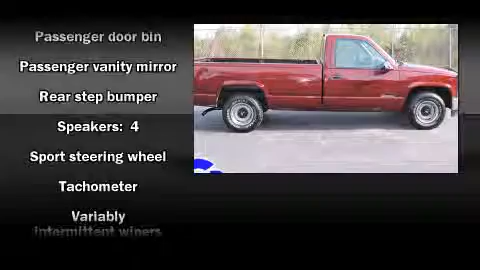 Passenger door bin
Passenger vanity mirror
Rear step bumper
Speakers: 4
Sport steering wheel
Tachometer
Variably
intermittent wipers